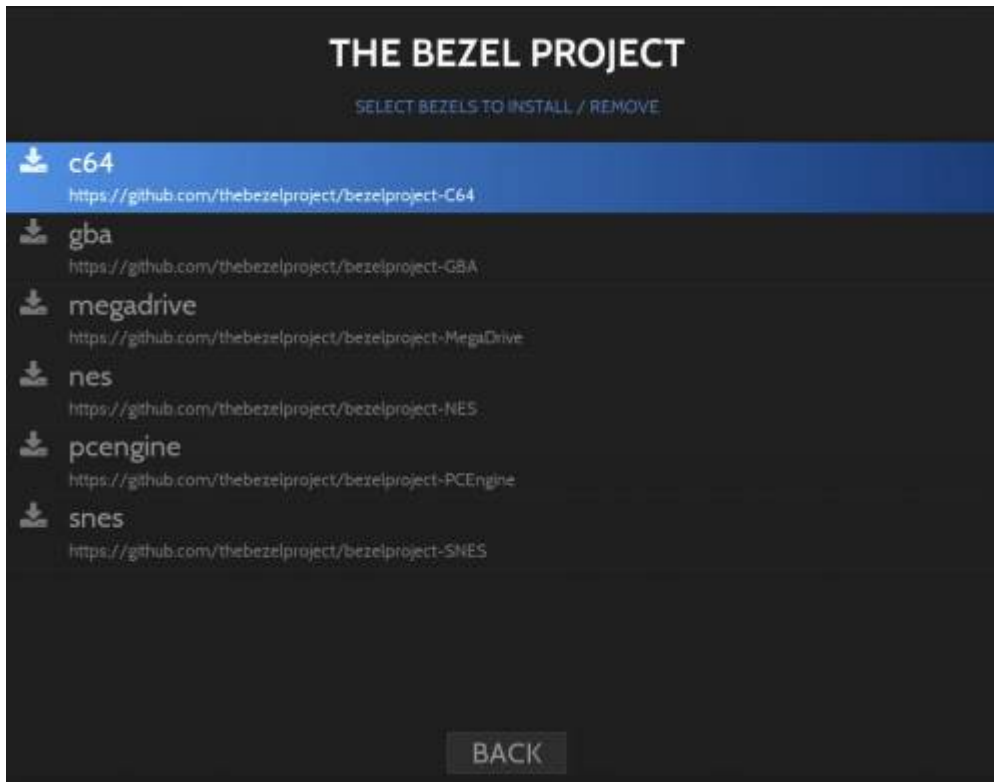 THE BEZEL PROJECT
SELECT BEZELS TO INSTALL / REMOVE
c64
https://github.com/thebezelproject/bezelproject-C64
gba
https://github.com/thebezelproject/bezelproject-GBA
megadrive
https://github.com/thebezelproject/bezelproject-MegaDrive
nes
https://github.com/thebezelproject/bezelproject-NES
pcengine
https://github.com/thebezelproject/bezelproject-PCEngine
snes
https://github.com/thebezelproject/bezelproject-SNES
BACK